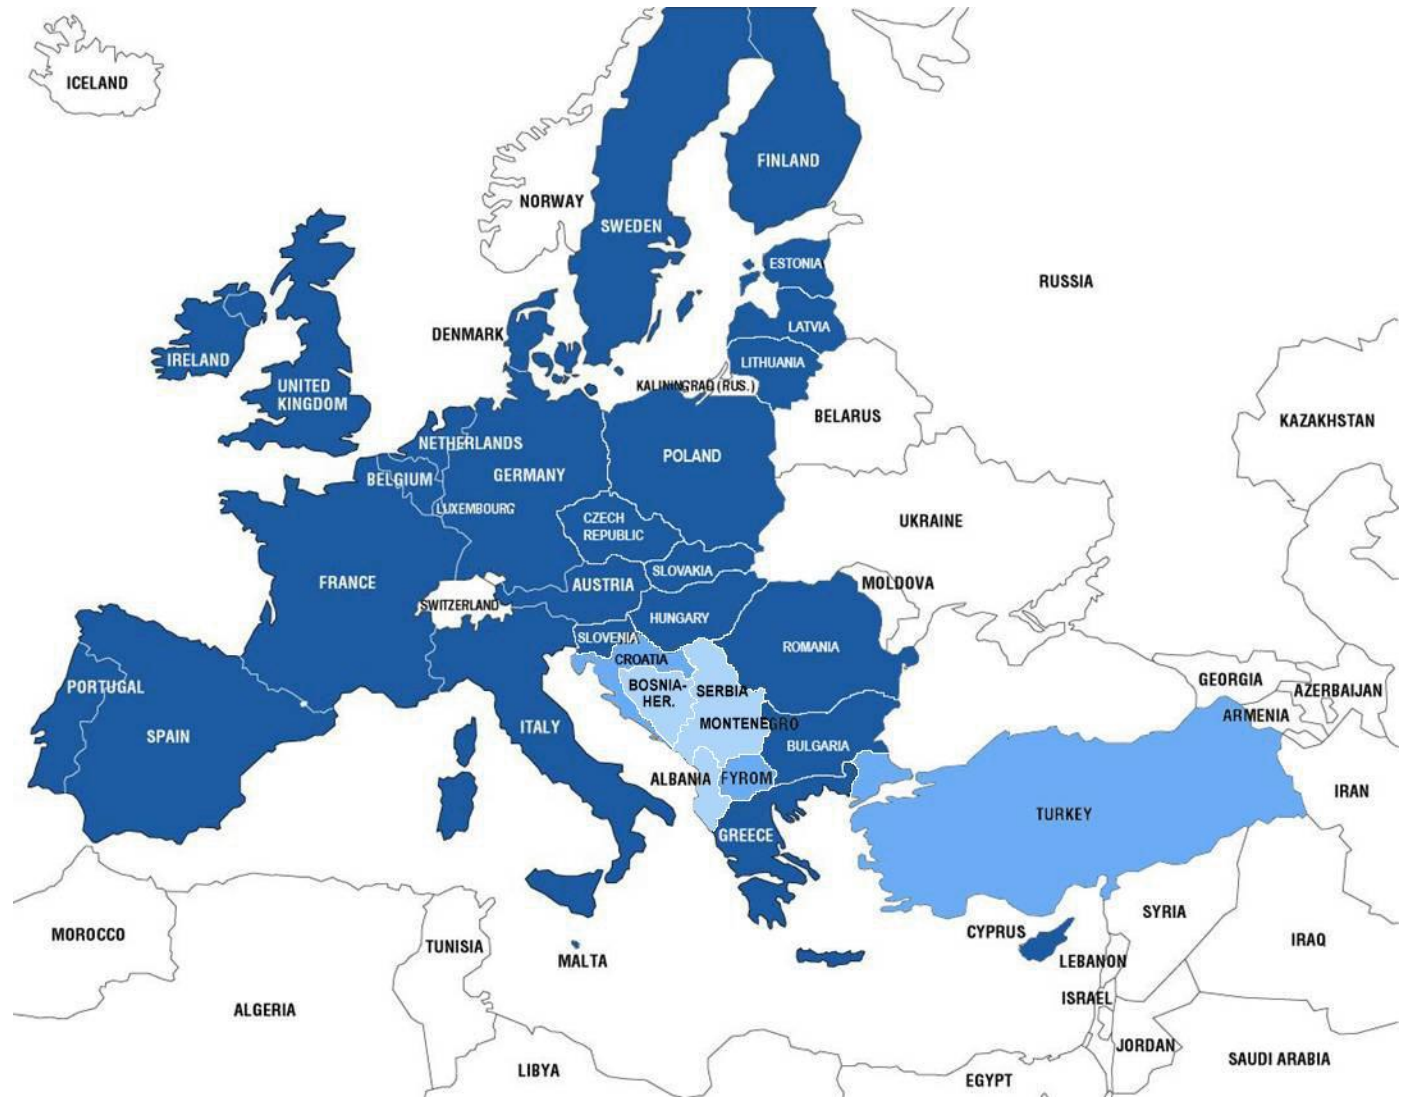 ICELAND
FINLAND
NORWAY
SWEDEN
ESTONIA
RUSSIA
LATVIA
DENMARK
IRELAND
LITHUANIA
UNITED
KINGDOM
KALININGRAD (RUS.)
BELARUS
KAZAKHSTAN
NETHERLANDS
POLAND
BELGIUM
GERMANY
LUXEMBOURG
CZECH
REPUBLIC
UKRAINE
SLOVAKIA
FRANCE
AUSTRIA
MOLDOVA
SWITZERLAND
HUNGARY
SLOVENIA
ROMANIA
CROATIA
PORTUGAL
BOSNIA-
HER.
SERBIA
GEORGIA
AZERBAIJAN
ARMENIA
SPAIN
ITALY
MONTENEGRO
BULGARIA
ALBANIA
FYROM
IRAN
TURKEY
GREECE
SYRIA
MOROCCO
TUNISIA
MALTA
CYPRUS
IRAQ
LEBANON
ISRAEL
ALGERIA
JORDAN
SAUDI ARABIA
LIBYA
EGYPT